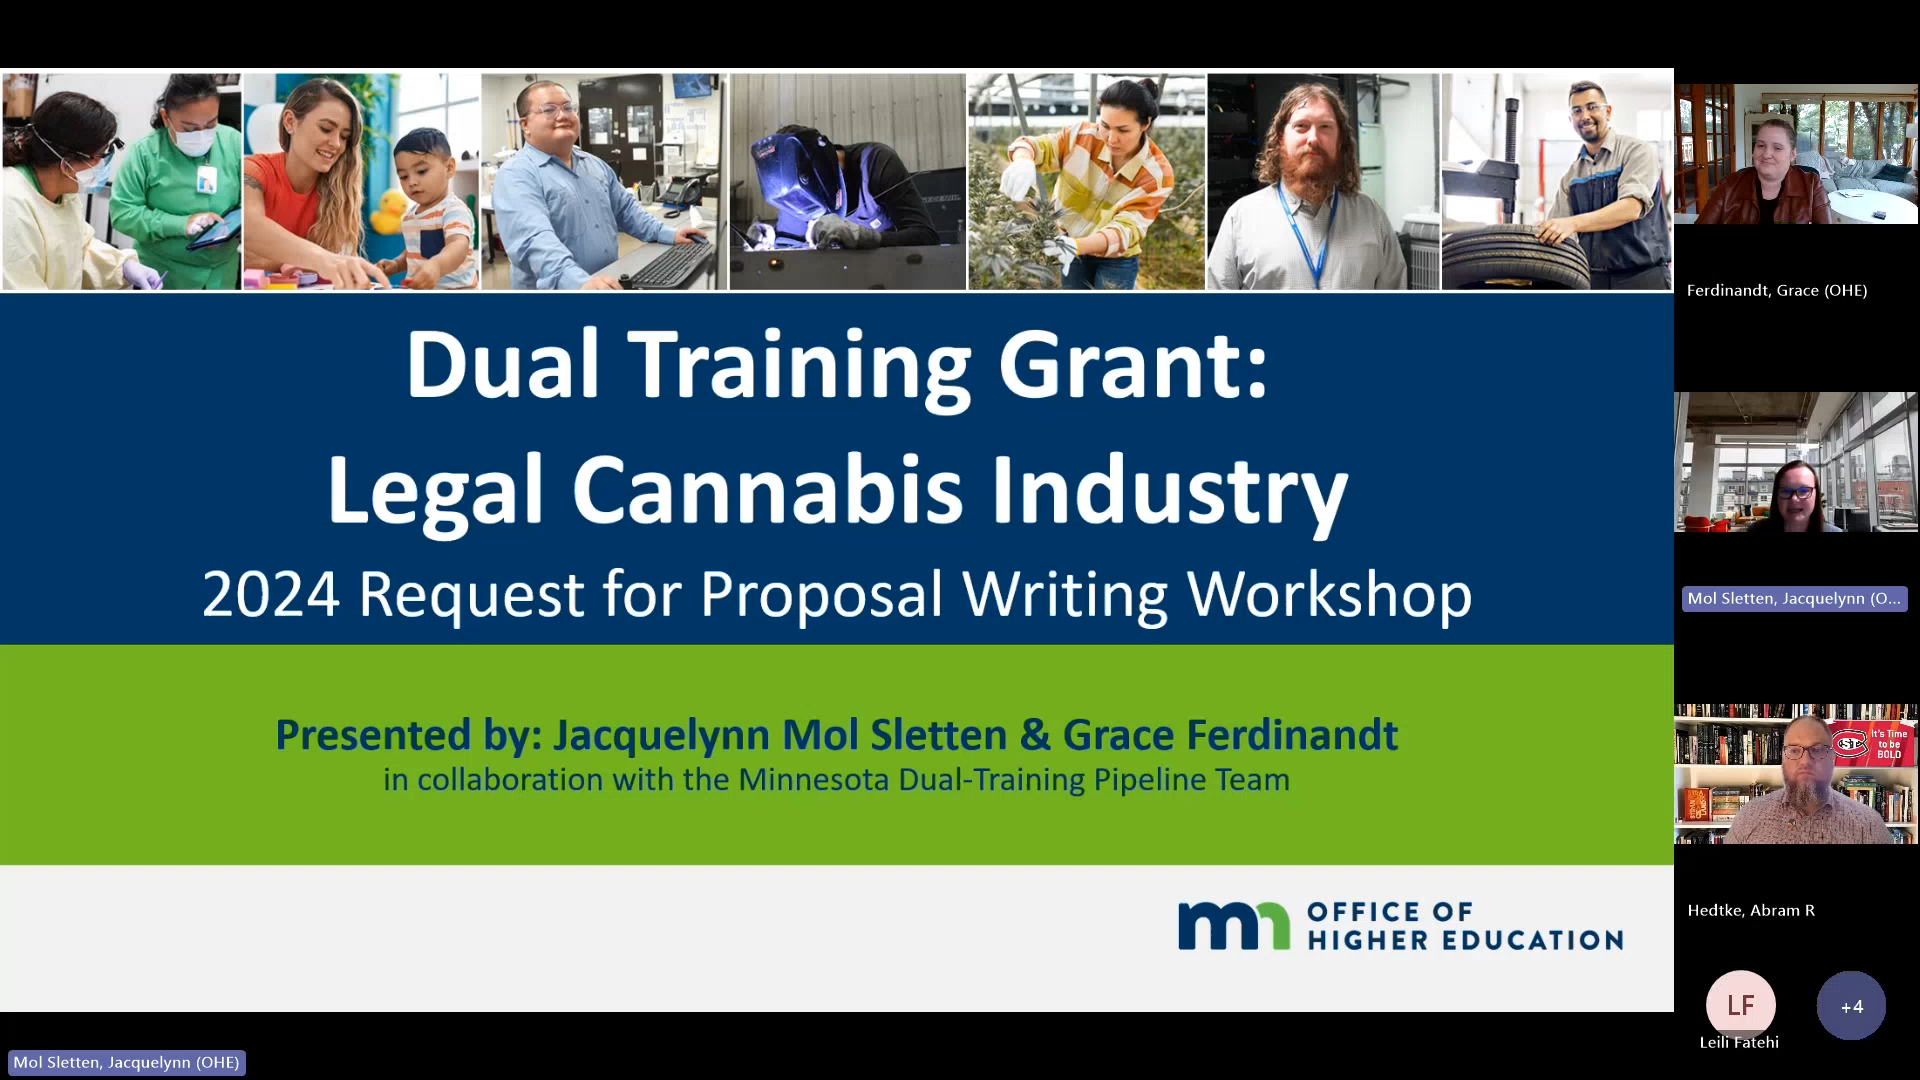 Dual Training Grant:
Legal Cannabis Industry
2024 Request for Proposal Writing Workshop
Presented by: Jacquelynn Mol Sletten & Grace Ferdinandt
in collaboration with the Minnesota Dual-Training Pipeline Team
mn OFFICE OF
HIGHER EDUCATION
Mol Sletten, Jacquelynn (OHE)
Ferdinandt, Grace (OHE)
Mol Sletten, Jacquelynn (O...
It's Time
to be
BOLD
Hedtke, Abram R
LF
Leili Fatehi
+4